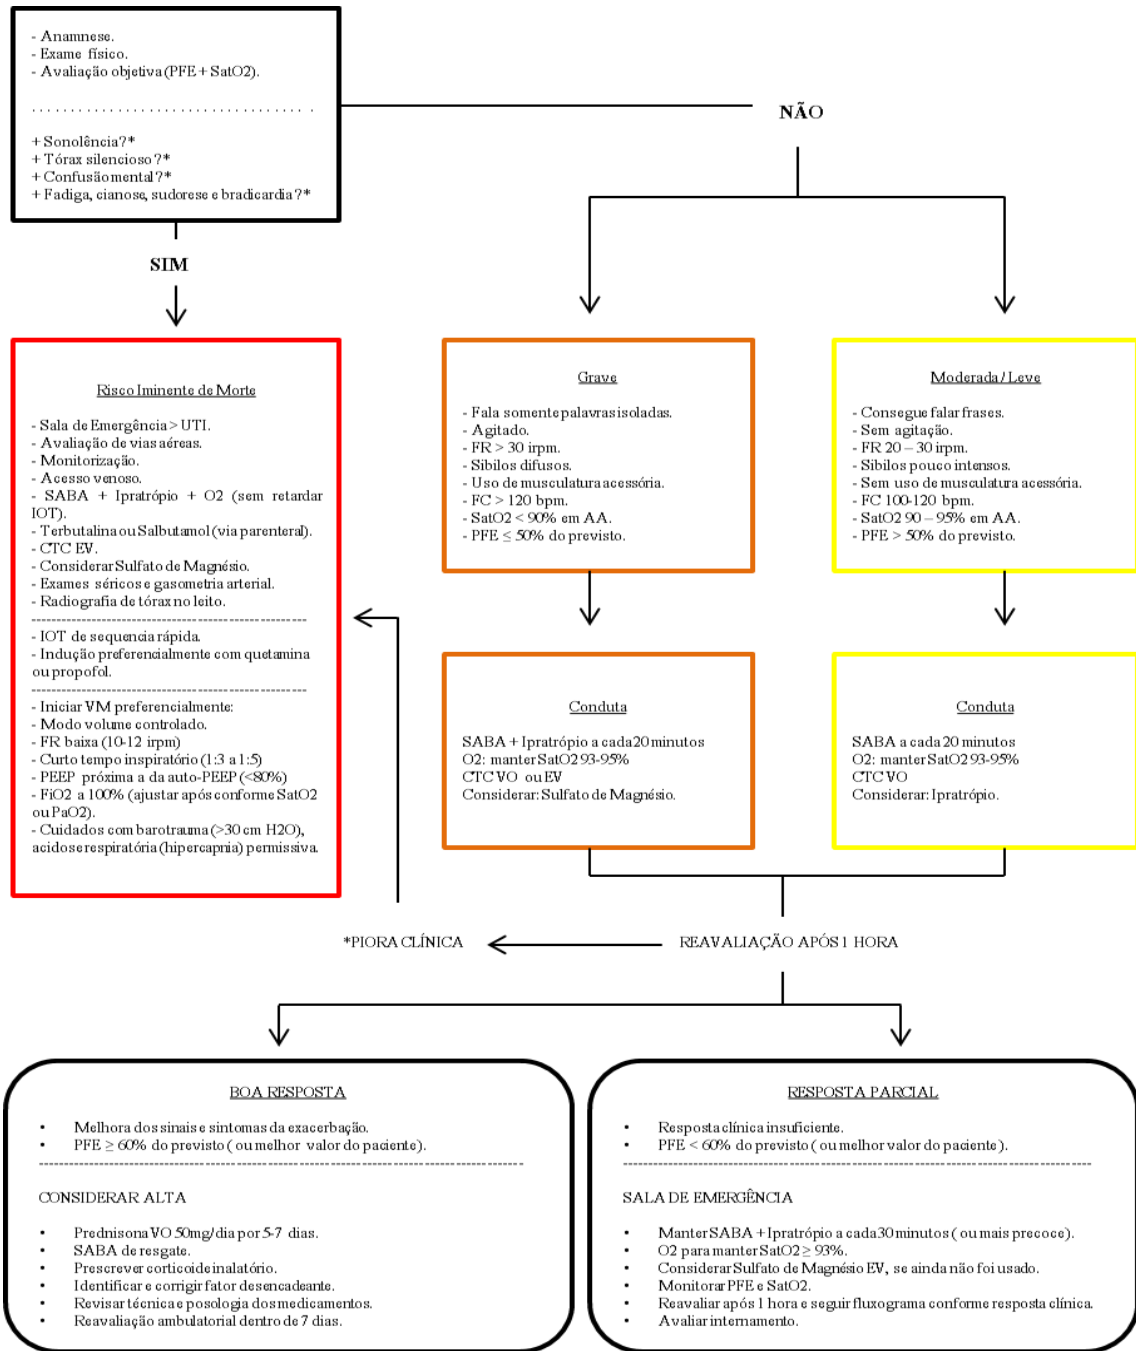 - Anamnese.
- Exame físico.
- Avaliação objetiva (PFE + SatO2).
. . . . . . . . . . . . . . . . . . . . . . . . . . . . . . . . . . . . .
+ Sonolência?*
+ Tórax silencioso?*
+ Confusão mental?*
+ Fadiga, cianose, sudorese e bradicardia?*
NÃO
SIM
Risco Iminente de Morte
- Sala de Emergência > UTI.
- Avaliação de vias aéreas.
- Monitorização.
- Acesso venoso.
- SABA + Ipratrópio + O2 (sem retardar
IOT).
- Terbutalina ou Salbutamol (via parenteral).
- CTC EV.
- Considerar Sulfato de Magnésio.
- Exames séricos e gasometria arterial.
- Radiografia de tórax no leito.
-------------------------------------------------------
- IOT de sequencia rápida.
- Indução preferencialmente com quetamina
ou propofol.
-------------------------------------------------------
- Iniciar VM preferencialmente:
- Modo volume controlado.
- FR baixa (10-12 irpm)
- Curto tempo inspiratório (1:3 a 1:5)
- PEEP próxima a da auto-PEEP (<80%)
- FiO2 a 100% (ajustar após conforme SatO2
ou PaO2).
- Cuidados com barotrauma (>30 cm H2O),
acidose respiratória (hipercapnia) permissiva.
Grave
- Fala somente palavras isoladas.
- Agitado.
- FR > 30 irpm.
- Sibilos difusos.
- Uso de musculatura acessória.
- FC > 120 bpm.
- SatO2 < 90% em AA.
- PFE ≤ 50% do previsto.
Moderada / Leve
- Consegue falar frases.
- Sem agitação.
- FR 20 – 30 irpm.
- Sibilos pouco intensos.
- Sem uso de musculatura acessória.
- FC 100-120 bpm.
- SatO2 90 – 95% em AA.
- PFE > 50% do previsto.
Conduta
SABA + Ipratrópio a cada 20 minutos
O2: manter SatO2 93-95%
CTC VO ou EV
Considerar: Sulfato de Magnésio.
Conduta
SABA a cada 20 minutos
O2: manter SatO2 93-95%
CTC VO
Considerar: Ipratrópio.
*PIORA CLÍNICA
REAVALIAÇÃO APÓS 1 HORA
BOA RESPOSTA
• Melhora dos sinais e sintomas da exacerbação.
• PFE ≥ 60% do previsto ( ou melhor valor do paciente).
-------------------------------------------------------
CONSIDERAR ALTA
• Prednisona VO 50mg/dia por 5-7 dias.
• SABA de resgate.
• Prescrever corticoide inalatório.
• Identificar e corrigir fator desencadeante.
• Revisar técnica e posologia dos medicamentos.
• Reavaliação ambulatorial dentro de 7 dias.
RESPOSTA PARCIAL
• Resposta clínica insuficiente.
• PFE < 60% do previsto ( ou melhor valor do paciente ).
-------------------------------------------------------
SALA DE EMERGÊNCIA
• Manter SABA + Ipratrópio a cada 30 minutos ( ou mais precoce).
• O2 para manter SatO2 ≥ 93%.
• Considerar Sulfato de Magnésio EV, se ainda não foi usado.
• Monitorar PFE e SatO2.
• Reavaliar após 1 hora e seguir fluxograma conforme resposta clínica.
• Avaliar internamento.